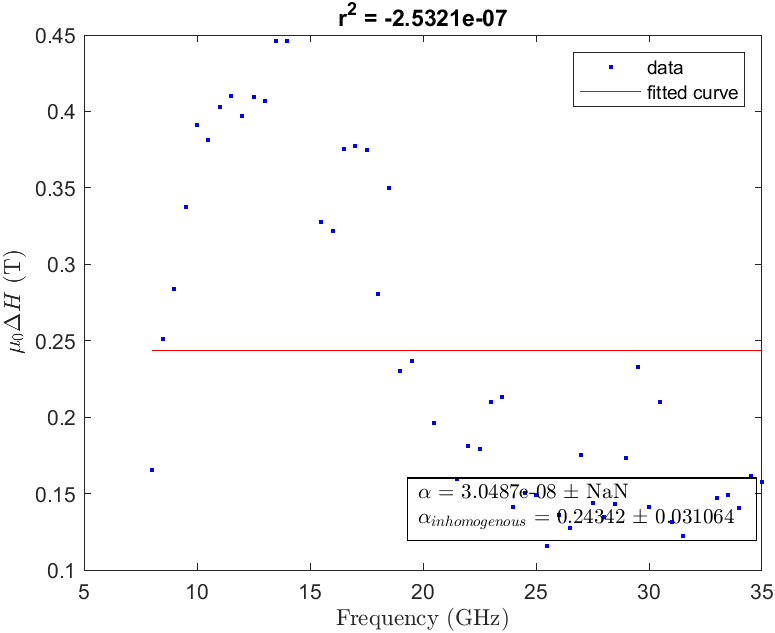 r² = -2.5321e-07
0.45
0.4
0.35
0.3
0.25
0.2
0.15
0.1
μ₀ΔH (T)
data
fitted curve
α = 3.0487e-08 ± NaN
α_inhomogenous = 0.24342 ± 0.031064
5 10 15 20 25 30 35
Frequency (GHz)